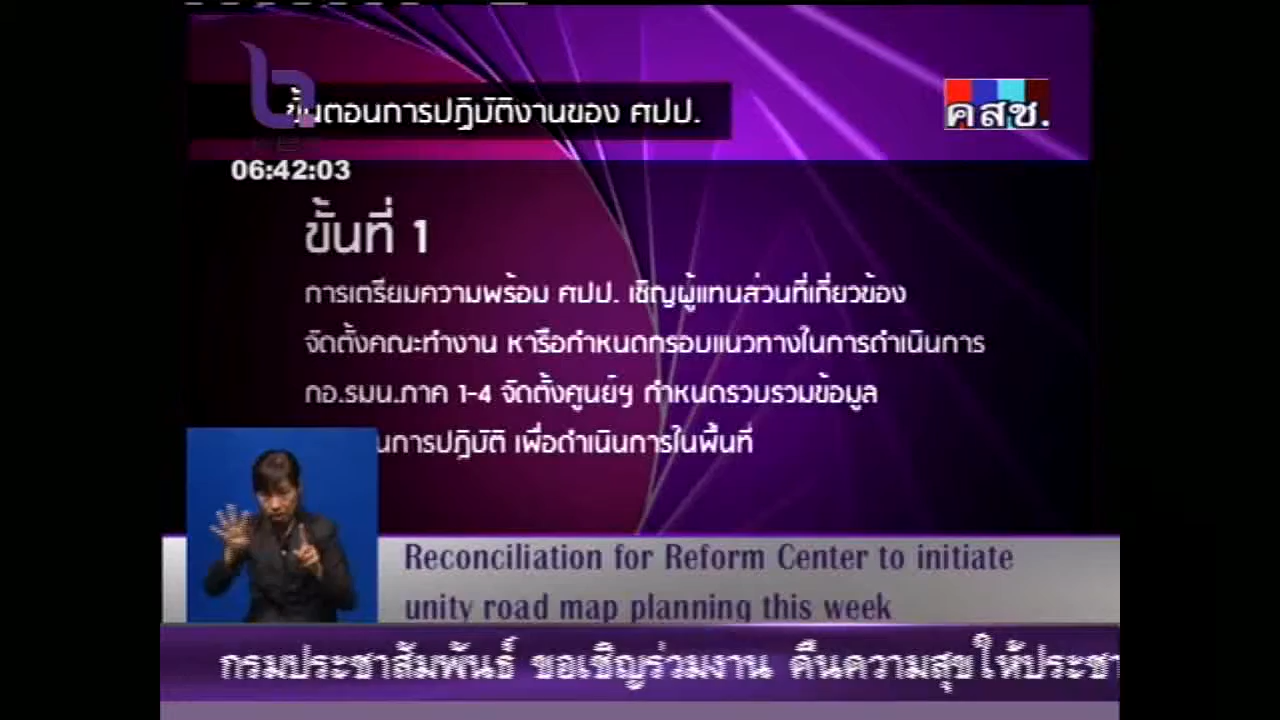 ขั้นตอนการปฏิบัติงานของ ศปป.
คสช.
06:42:03
ขั้นที่ 1
การเตรียมความพร้อม ศปป. เชิญผู้แทนส่วนที่เกี่ยวข้อง
จัดตั้งคณะทำงาน หารือกำหนดกรอบแนวทางในการดำเนินการ
กอ.รมน.ภาค 1-4 จัดตั้งศูนย์ฯ กำหนดรวบรวมข้อมูล
นการปฏิบัติ เพื่อดำเนินการในพื้นที่
Reconciliation for Reform Center to initiate
unity road map planning this week
กรมประชาสัมพันธ์ ขอเชิญร่วมงาน คืนความสุขให้ประชา